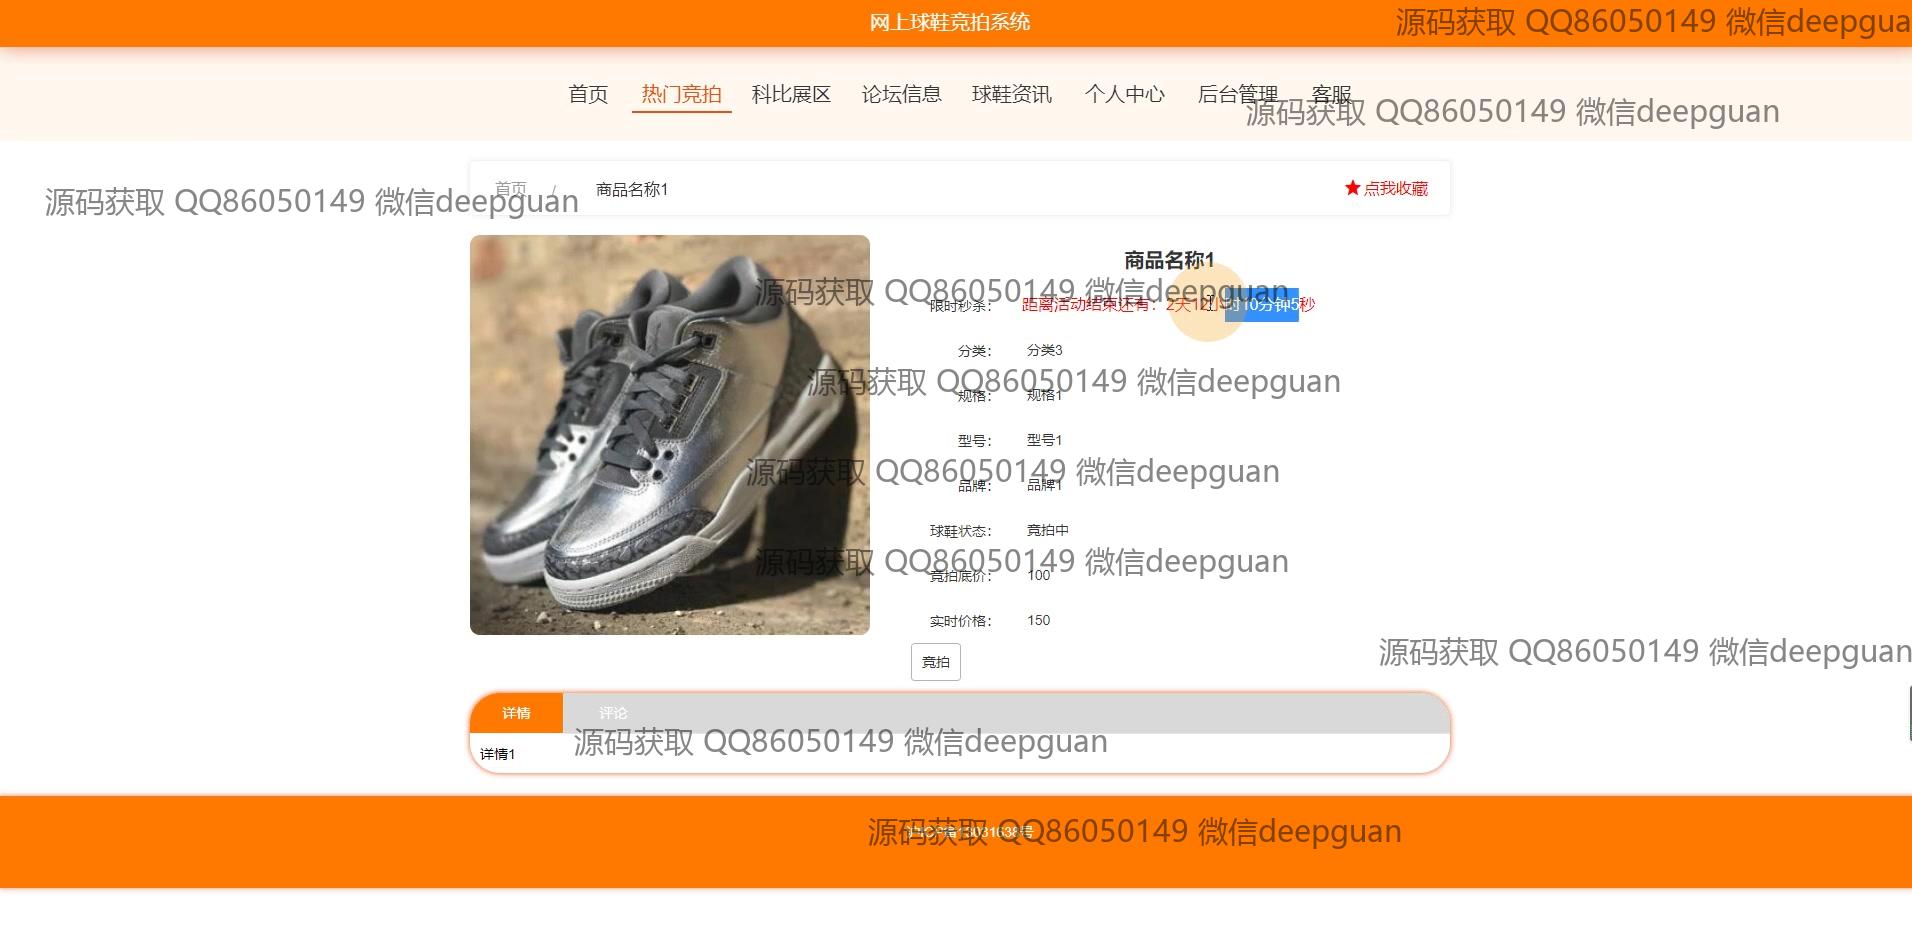 网上球鞋竞拍系统
源码获取 QQ86050149 微信deepgua
首页 热门竞拍 科比展区 论坛信息 球鞋资讯 个人中心 后台管理 客服
源码获取 QQ86050149 微信deepguan
首页 / 商品名称1 ★点我收藏
源码获取 QQ86050149 微信deepguan
商品名称1
源码获取 QQ86050149 微信deepguan
限时秒杀： 距离活动结束还有：2天12小时10分钟5秒
分类： 分类3
源码获取 QQ86050149 微信deepguan
规格： 规格1
型号： 型号1
源码获取 QQ86050149 微信deepguan
品牌： 品牌1
球鞋状态： 竞拍中
源码获取 QQ86050149 微信deepguan
竞拍底价： 100
实时价格： 150
源码获取 QQ86050149 微信deepguan
竞拍
详情 评论
源码获取 QQ86050149 微信deepguan
详情1
源码获取 QQ86050149 微信deepguan